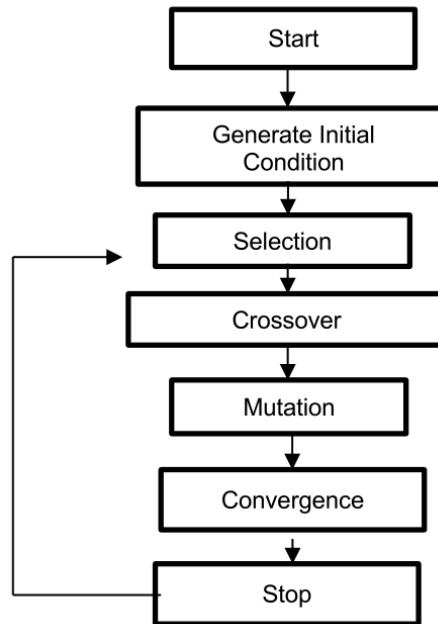 Start
Generate Initial
Condition
Selection
Crossover
Mutation
Convergence
Stop